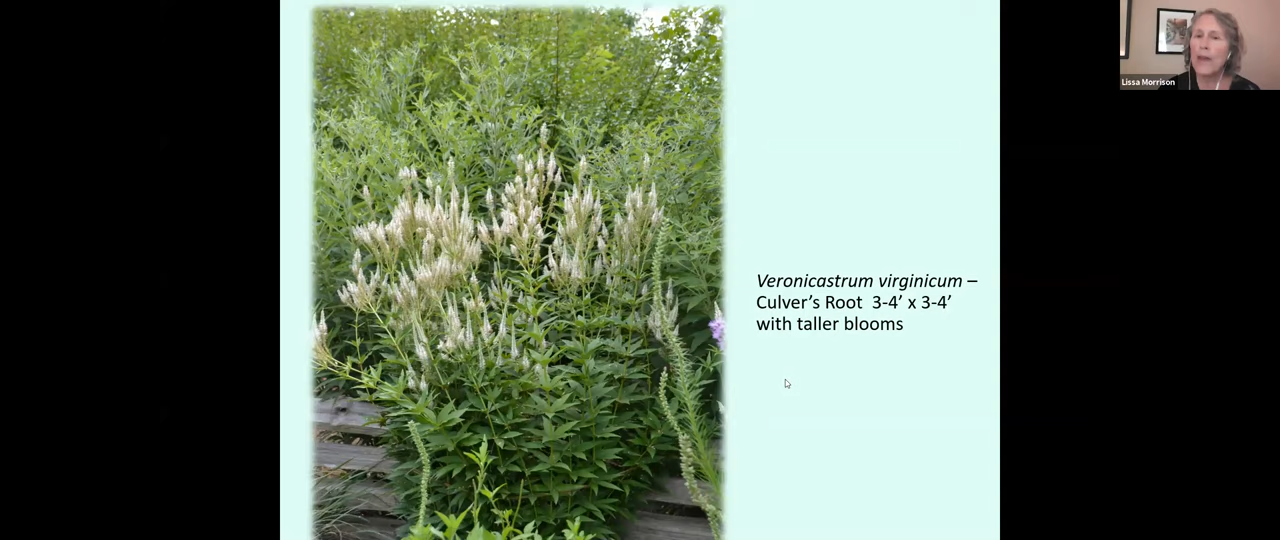 Lissa Morrison
Veronicastrum virginicum –
Culver’s Root  3-4’ x 3-4’
with taller blooms